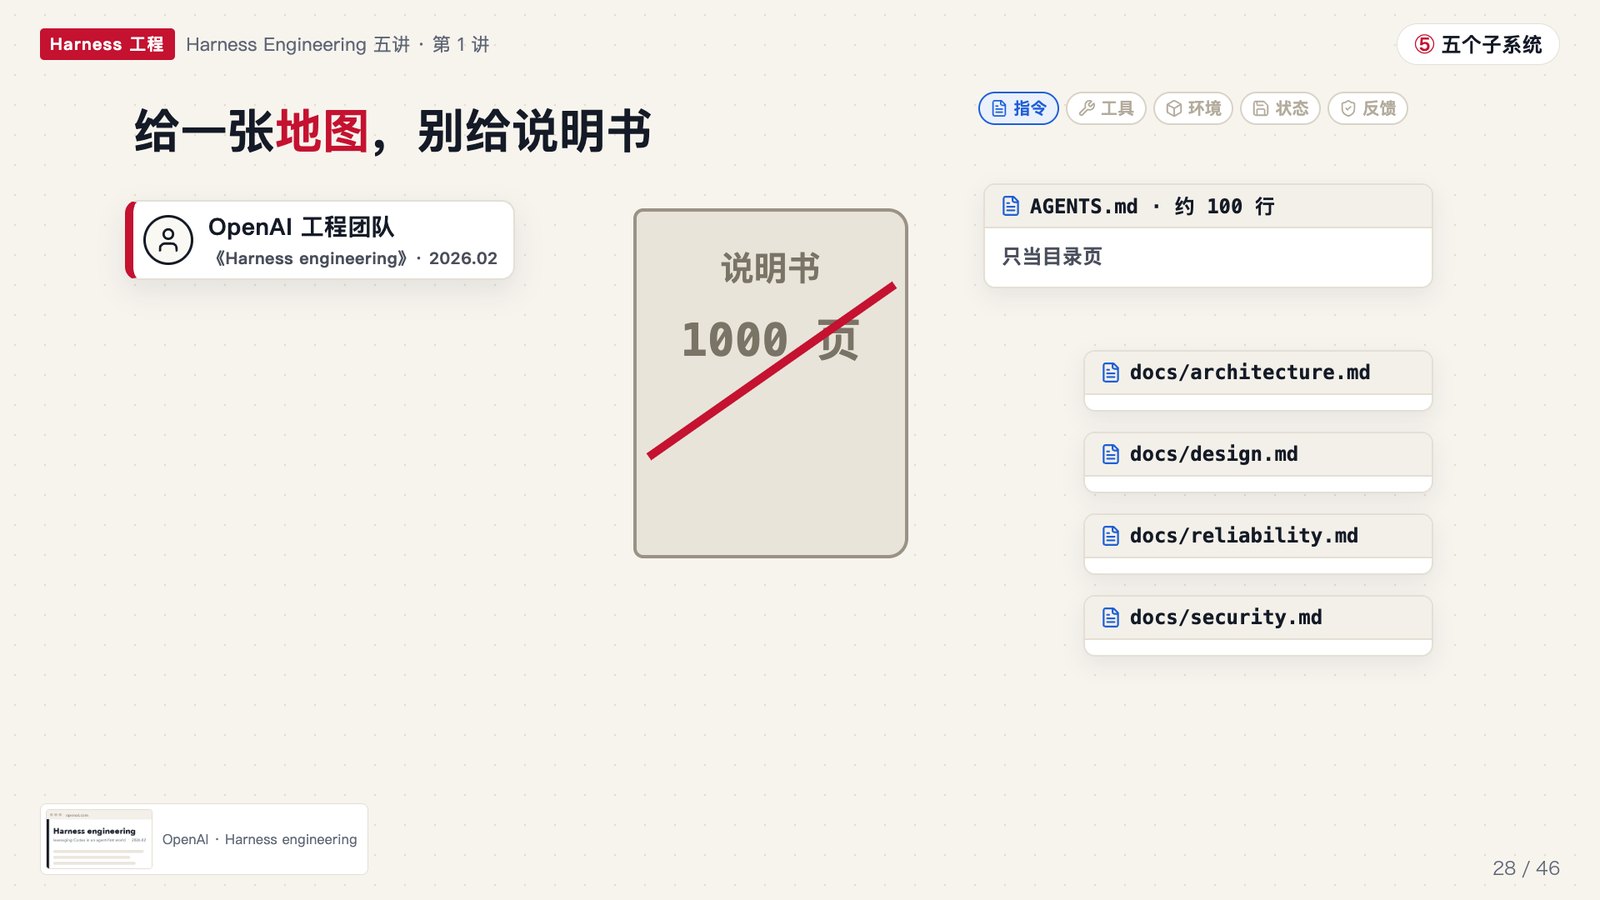 Harness 工程
Harness Engineering 五讲 · 第 1 讲
⑤ 五个子系统
给一张地图，别给说明书
指令
工具
环境
状态
反馈
OpenAI 工程团队
《Harness engineering》 · 2026.02
说明书
1000 页
AGENTS.md · 约 100 行
只当目录页
docs/architecture.md
docs/design.md
docs/reliability.md
docs/security.md
Harness engineering
OpenAI · Harness engineering
28 / 46